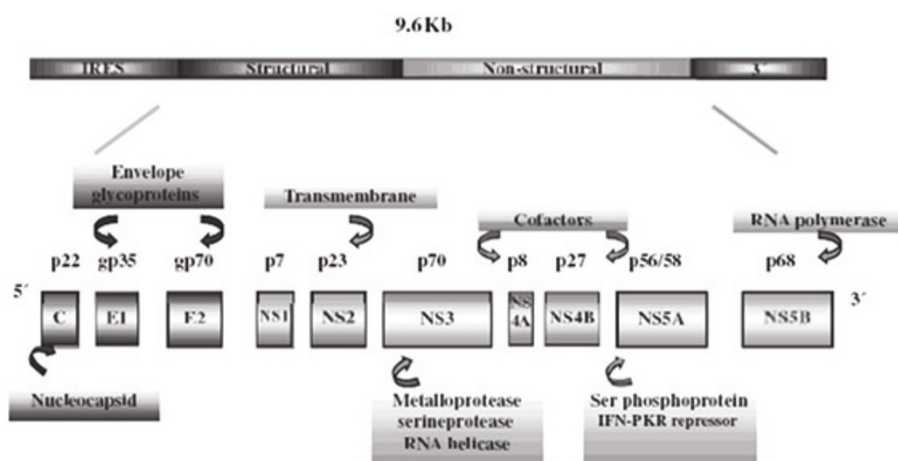 9.6Kb
IRES Structural Non-structural 3´
Envelope
glycoproteins
Transmembrane
Cofactors
RNA polymerase
p22 gp35 gp70 p7 p23 p70 p8 p27 p56/58 p68
5´ 3´
C E1 E2 NS1 NS2 NS3 NS
4A NS4B NS5A NS5B
Nucleocapsid
Metalloprotease
serineprotease
RNA helicase
Ser phosphoprotein
IFN-PKR repressor